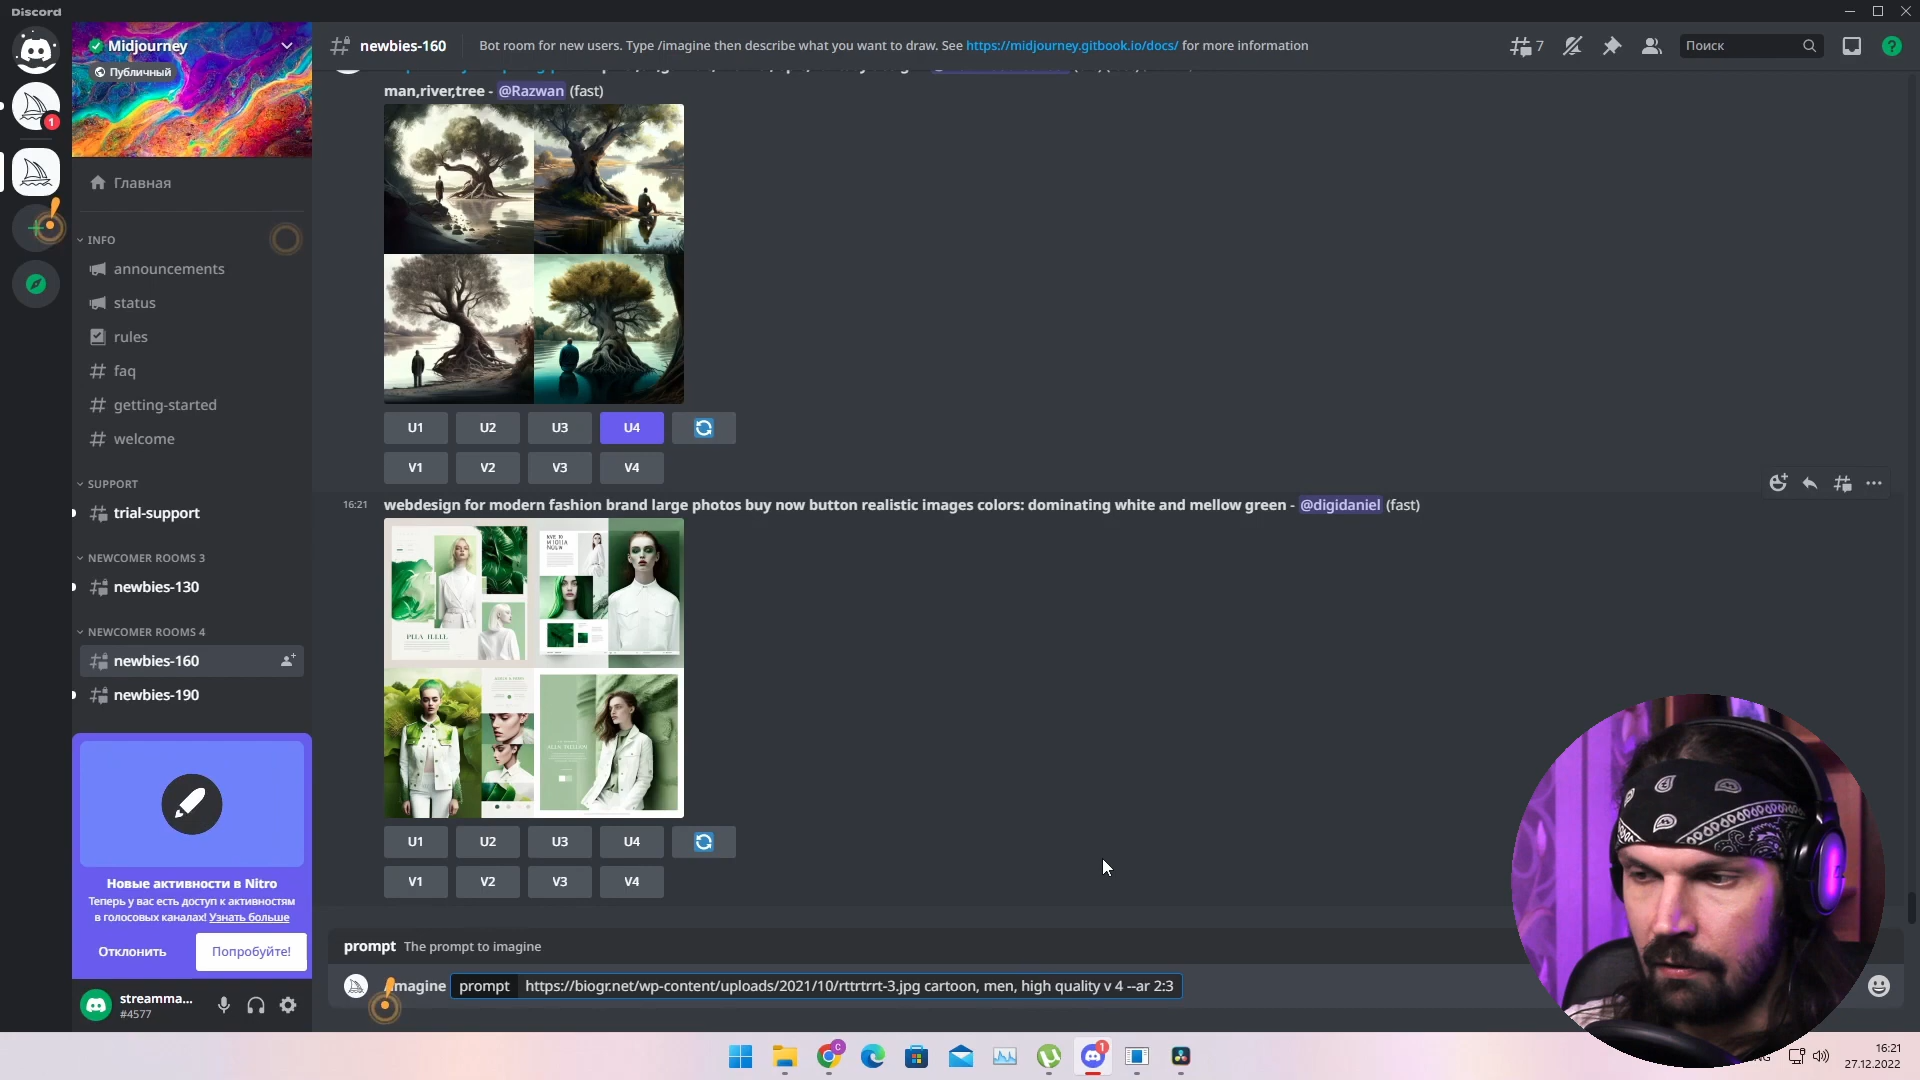 Discord
Midjourney
Публичный
# newbies-160
Bot room for new users. Type /imagine then describe what you want to draw. See https://midjourney.gitbook.io/docs/ for more information
7
Поиск
1
Главная
INFO
announcements
status
rules
faq
getting-started
welcome
SUPPORT
trial-support
NEWCOMER ROOMS 3
newbies-130
NEWCOMER ROOMS 4
newbies-160
newbies-190
Новые активности в Nitro
Теперь у вас есть доступ к активностям
в голосовых каналах! Узнать больше
Отклонить
Попробуйте!
streamma...
#4577
man,river,tree - @Razwan (fast)
U1 U2 U3 U4
V1 V2 V3 V4
16:21 webdesign for modern fashion brand large photos buy now button realistic images colors: dominating white and mellow green - @digidaniel (fast)
U1 U2 U3 U4
V1 V2 V3 V4
prompt The prompt to imagine
imagine prompt https://biogr.net/wp-content/uploads/2021/10/rttrtrrt-3.jpg cartoon, men, high quality v 4 --ar 2:3
C
1
16:21
27.12.2022